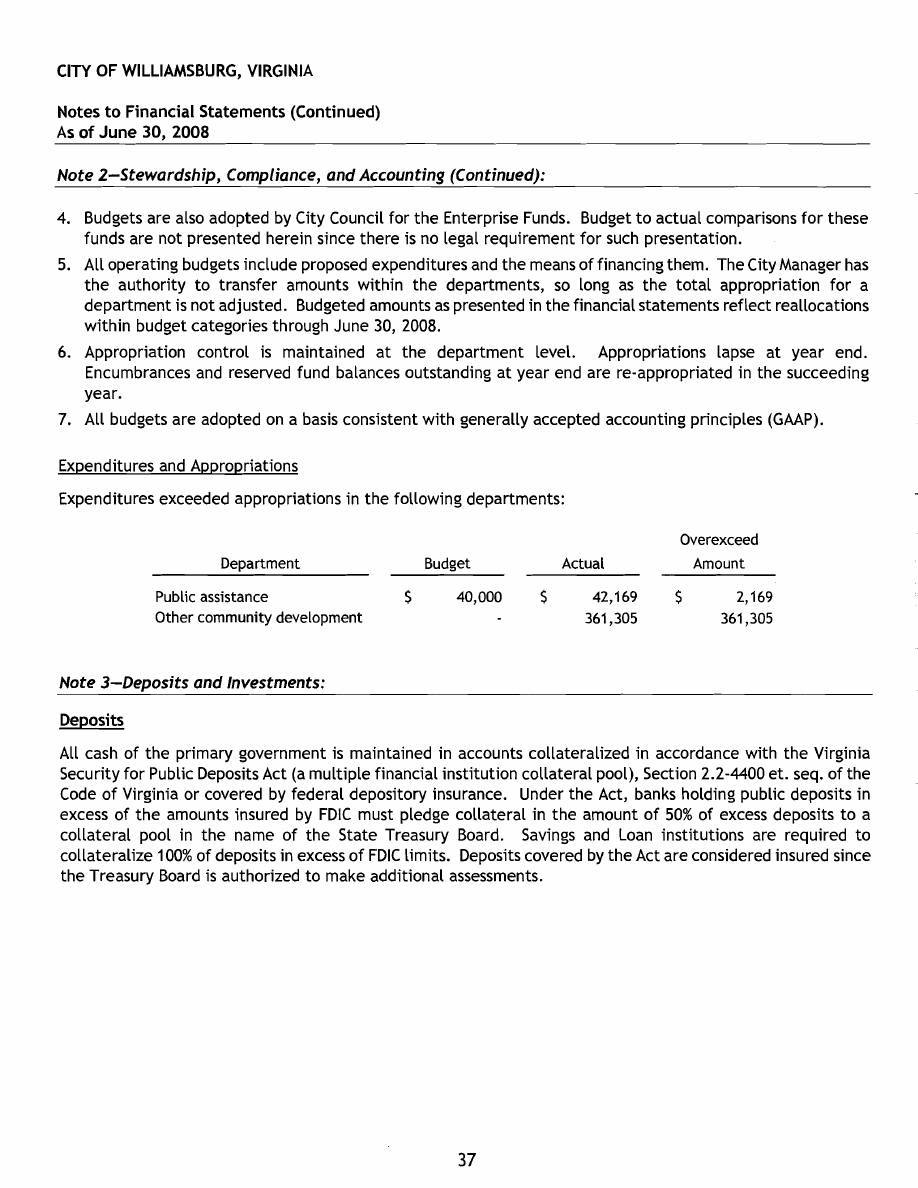 CITY OF WILLIAMSBURG, VIRGINIA
Notes to Financial Statements (Continued)
As of June 30, 2008
Note 2—Stewardship, Compliance, and Accounting (Continued):
4. Budgets are also adopted by City Council for the Enterprise Funds. Budget to actual comparisons for these
funds are not presented herein since there is no legal requirement for such presentation.
5. All operating budgets include proposed expenditures and the means of financing them. The City Manager has
the authority to transfer amounts within the departments, so long as the total appropriation for a
department is not adjusted. Budgeted amounts as presented in the financial statements reflect reallocations
within budget categories through June 30, 2008.
6. Appropriation control is maintained at the department level. Appropriations lapse at year end.
Encumbrances and reserved fund balances outstanding at year end are re-appropriated in the succeeding
year.
7. All budgets are adopted on a basis consistent with generally accepted accounting principles (GAAP).
Expenditures and Appropriations
Expenditures exceeded appropriations in the following departments:
Overexceed
Department Budget Actual Amount
Public assistance $ 40,000 $ 42,169 $ 2,169
Other community development - 361,305 361,305
Note 3—Deposits and Investments:
Deposits
All cash of the primary government is maintained in accounts collateralized in accordance with the Virginia
Security for Public Deposits Act (a multiple financial institution collateral pool), Section 2.2-4400 et. seq. of the
Code of Virginia or covered by federal depository insurance. Under the Act, banks holding public deposits in
excess of the amounts insured by FDIC must pledge collateral in the amount of 50% of excess deposits to a
collateral pool in the name of the State Treasury Board. Savings and Loan institutions are required to
collateralize 100% of deposits in excess of FDIC limits. Deposits covered by the Act are considered insured since
the Treasury Board is authorized to make additional assessments.
37